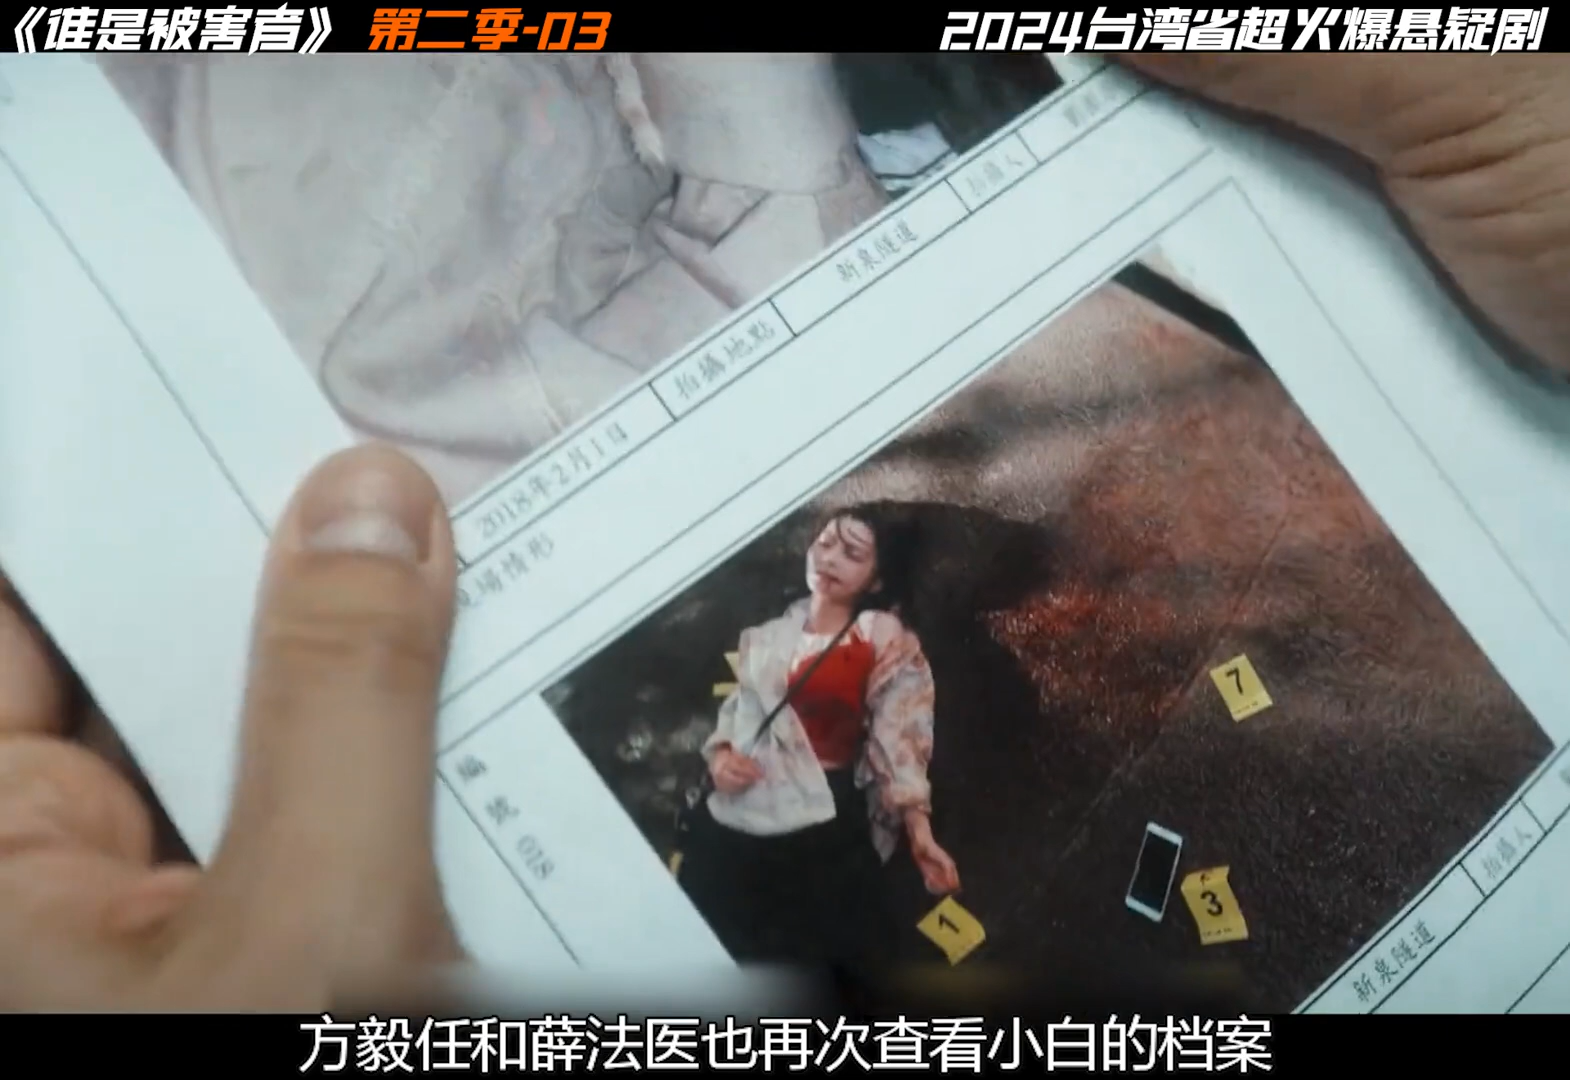 《谁是被害者》 第二季-03
2024台湾省超火爆悬疑剧
拍攝人
2018年2月1日
拍攝地點
新泉隧道
現場情形
7
1
3
編號 018
新泉隧道
拍攝人
方毅任和薛法医也再次查看小白的档案